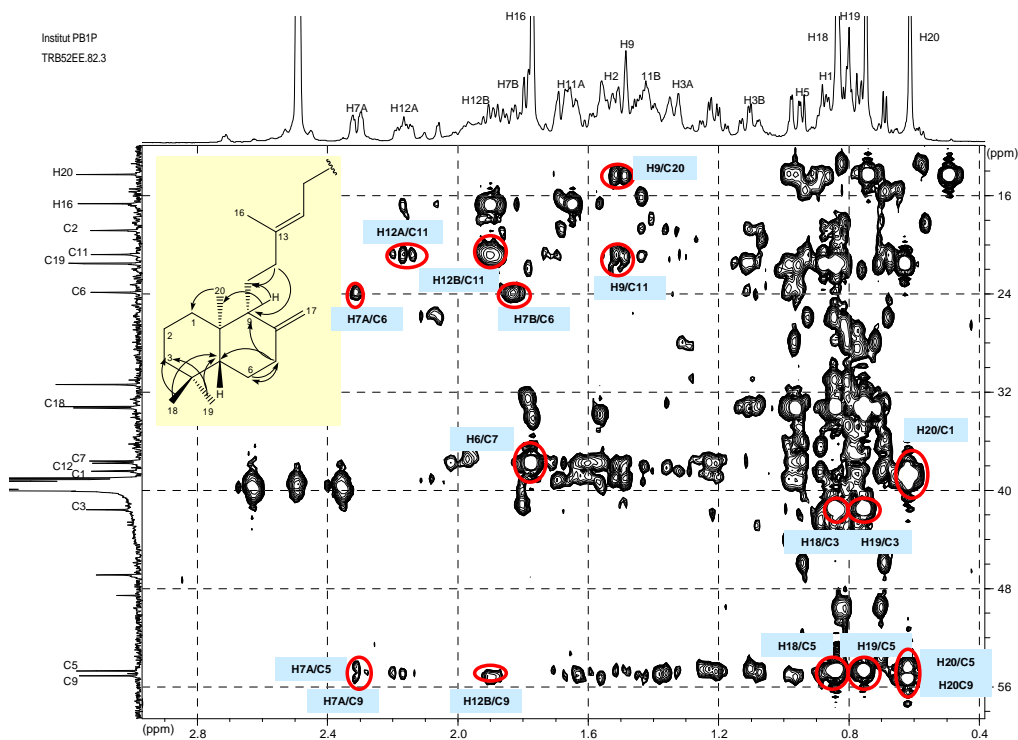 Institut PB1P
TRB52EE.82.3
H16
H19
H18
H20
H9
H2
11B
H7B
H11A
H3A
H1
H7A
H12A
H12B
H5
H3B
(ppm)
H20
H16
C2
C11
C19
C6
C18
C7
C12
C1
C3
C5
C9
16
13
20
H
17
1
9
2
3
6
H
18
19
H9/C20
H12A/C11
H12B/C11
H9/C11
H7A/C6
H7B/C6
H6/C7
H20/C1
H18/C3
H19/C3
H18/C5
H19/C5
H7A/C5
H20/C5
H20C9
H7A/C9
H12B/C9
16
24
32
40
48
56
(ppm)
2.8
2.4
2.0
1.6
1.2
0.8
0.4